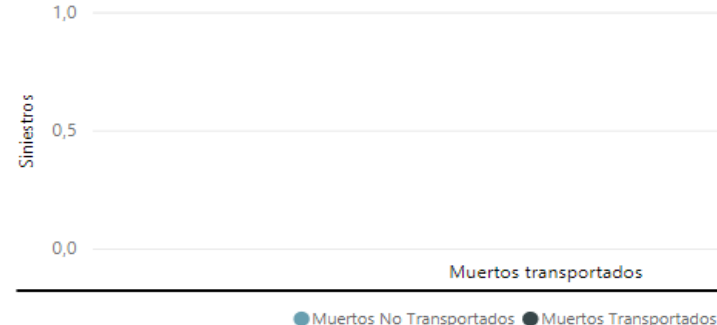 1,0
Siniestros
0,5
0,0
Muertos transportados
Muertos No Transportados Muertos Transportados